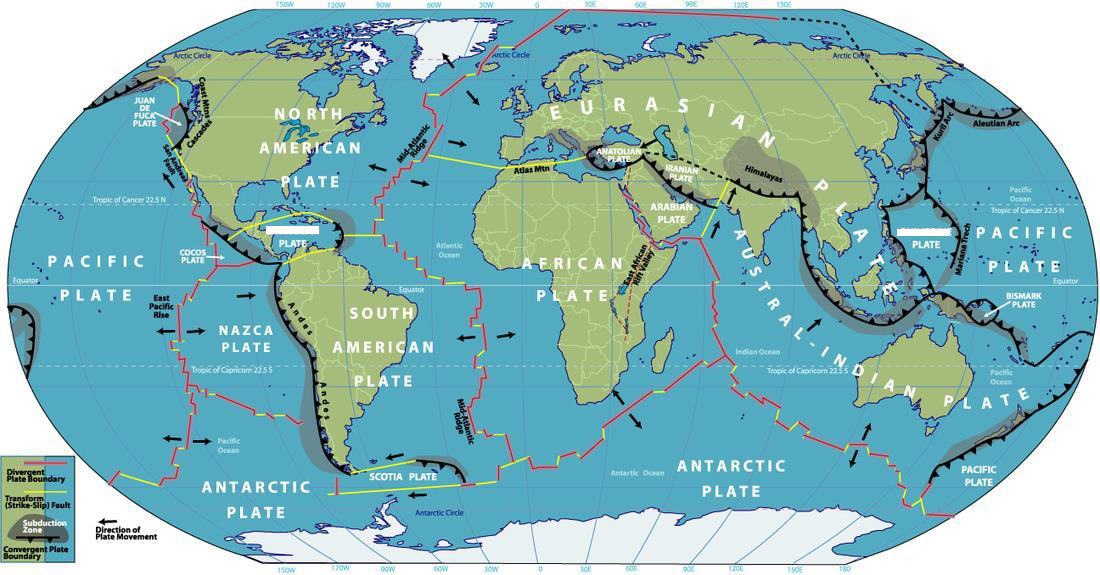 150W 120W 90W 60W 30W 0 30E 60E 120E 150E
Arctic Circle
Arctic Circle
Arctic Circle
JUAN
DE
FUCA
PLATE
Coast Mtns
Cascades
San Andreas
Fault
NORTH
AMERICAN
PLATE
Mid-Atlantic
Ridge
EURASIAN PLATE
ANATOLIAN
PLATE
Atlas Mtn
IRANIAN
PLATE
Himalayas
ARABIAN
PLATE
Kuril Arc
Aleutian Arc
Pacific
Ocean
Tropic of Cancer 22.5 N
Tropic of Cancer 22.5 N
PLATE
COCOS
PLATE
Atlantic
Ocean
AFRICAN
PLATE
East African
Rift Valley
PLATE
Mariana Trech
PACIFIC
PLATE
PACIFIC
PLATE
Equator
Equator
Equator
East
Pacific
Rise
NAZCA
PLATE
Andes
Andes
SOUTH
AMERICAN
PLATE
AUSTRAL-INDIAN PLATE
BISMARK
PLATE
Indian Ocean
Tropic of Capricorn 22.5 S
Tropic of Capricorn 22.5 S
Pacific
Ocean
Mid-Atlantic
Ridge
Pacific
Ocean
SCOTIA PLATE
Antarctic Ocean
ANTARCTIC
PLATE
ANTARCTIC
PLATE
PACIFIC
PLATE
Antarctic Circle
Divergent
Plate Boundary
Transform
(Strike-Slip) Fault
Subduction
Zone
Convergent Plate
Boundary
Direction of
Plate Movement
150W 120W 90W 60W 30W 0 30E 60E 90E 120E 150E 180